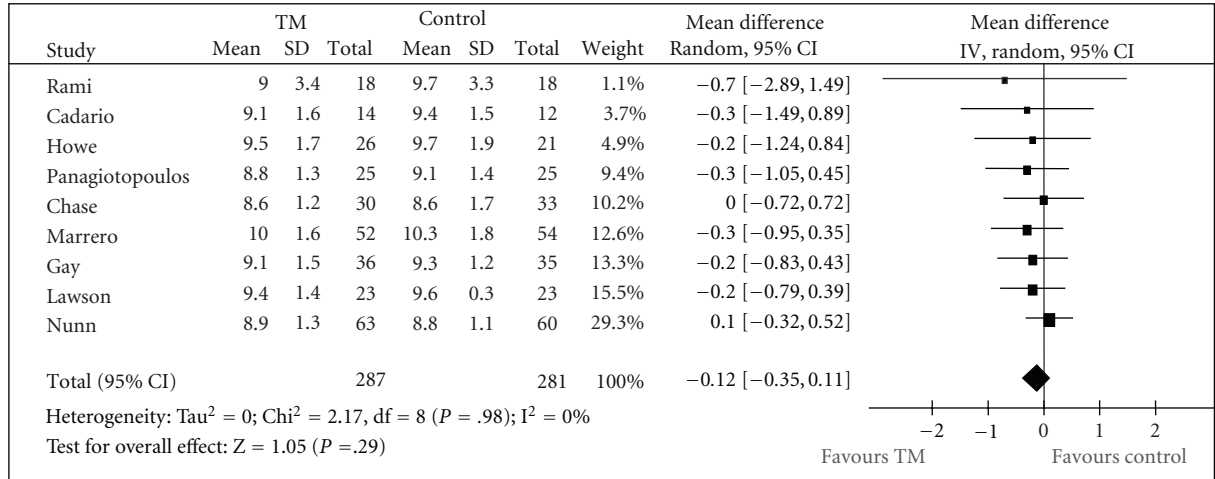 TM Control Mean difference Mean difference
Study Mean SD Total Mean SD Total Weight Random, 95% CI IV, random, 95% CI
Rami 9 3.4 18 9.7 3.3 18 1.1% −0.7 [−2.89, 1.49]
Cadario 9.1 1.6 14 9.4 1.5 12 3.7% −0.3 [−1.49, 0.89]
Howe 9.5 1.7 26 9.7 1.9 21 4.9% −0.2 [−1.24, 0.84]
Panagiotopoulos 8.8 1.3 25 9.1 1.4 25 9.4% −0.3 [−1.05, 0.45]
Chase 8.6 1.2 30 8.6 1.7 33 10.2% 0 [−0.72, 0.72]
Marrero 10 1.6 52 10.3 1.8 54 12.6% −0.3 [−0.95, 0.35]
Gay 9.1 1.5 36 9.3 1.2 35 13.3% −0.2 [−0.83, 0.43]
Lawson 9.4 1.4 23 9.6 0.3 23 15.5% −0.2 [−0.79, 0.39]
Nunn 8.9 1.3 63 8.8 1.1 60 29.3% 0.1 [−0.32, 0.52]
Total (95% CI) 287 281 100% −0.12 [−0.35, 0.11]
Heterogeneity: Tau² = 0; Chi² = 2.17, df = 8 (P = .98); I² = 0%
Test for overall effect: Z = 1.05 (P =.29)
−2 −1 0 1 2
Favours TM Favours control